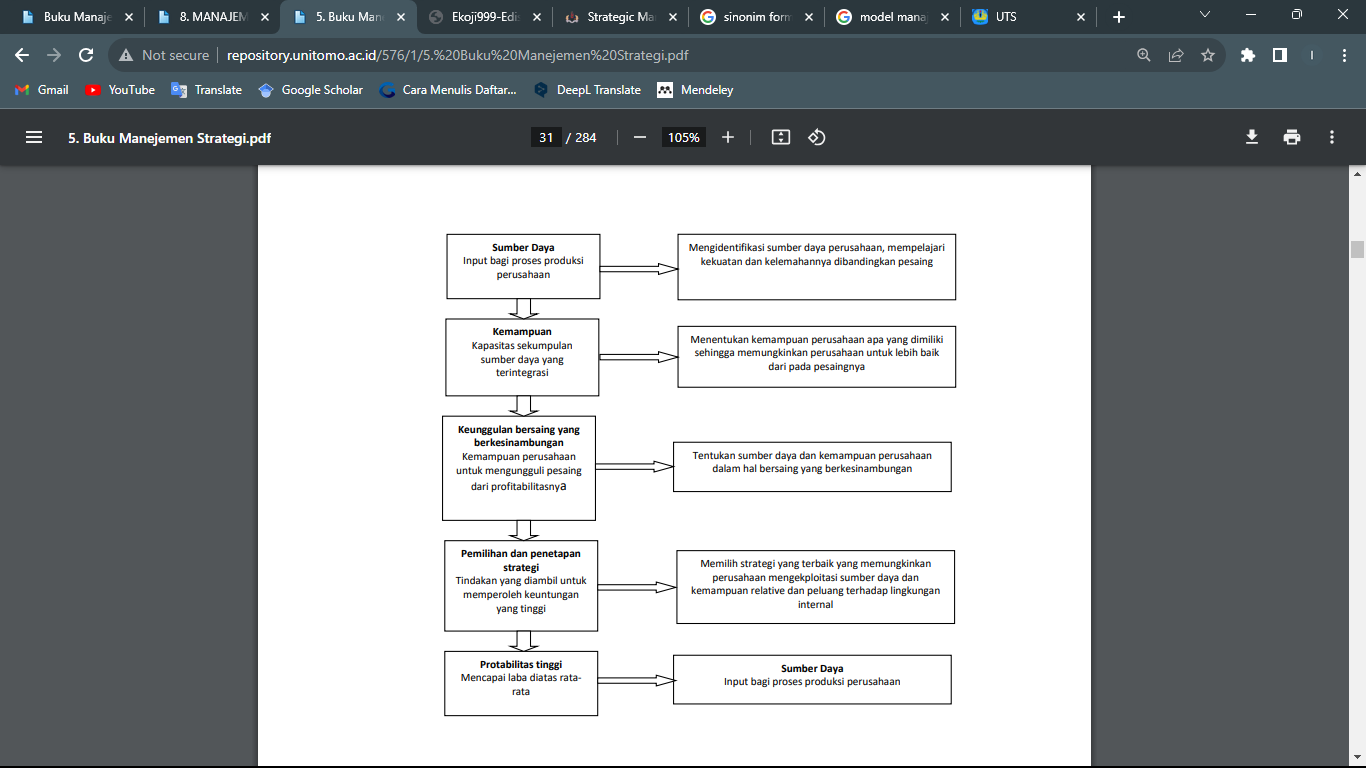 Buku Manaje
8. MANAJEM
5. Buku Man
Ekoji999-Edi
Strategic Ma
sinonim form
model mana
UTS
Not secure
repository.unitomo.ac.id/576/1/5.%20Buku%20Manejemen%20Strategi.pdf
Gmail
YouTube
Translate
Google Scholar
Cara Menulis Daftar...
DeepL Translate
Mendeley
5. Buku Manejemen Strategi.pdf
31 / 284
105%
Sumber Daya
Input bagi proses produksi
perusahaan
Mengidentifikasi sumber daya perusahaan, mempelajari
kekuatan dan kelemahannya dibandingkan pesaing
Kemampuan
Kapasitas sekumpulan
sumber daya yang
terintegrasi
Menentukan kemampuan perusahaan apa yang dimiliki
sehingga memungkinkan perusahaan untuk lebih baik
dari pada pesaingnya
Keunggulan bersaing yang
berkesinambungan
Kemampuan perusahaan
untuk mengungguli pesaing
dari profitabilitasnya
Tentukan sumber daya dan kemampuan perusahaan
dalam hal bersaing yang berkesinambungan
Pemilihan dan penetapan
strategi
Tindakan yang diambil untuk
memperoleh keuntungan
yang tinggi
Memilih strategi yang terbaik yang memungkinkan
perusahaan mengekploitasi sumber daya dan
kemampuan relative dan peluang terhadap lingkungan
internal
Protabilitas tinggi
Mencapai laba diatas rata-
rata
Sumber Daya
Input bagi proses produksi perusahaan